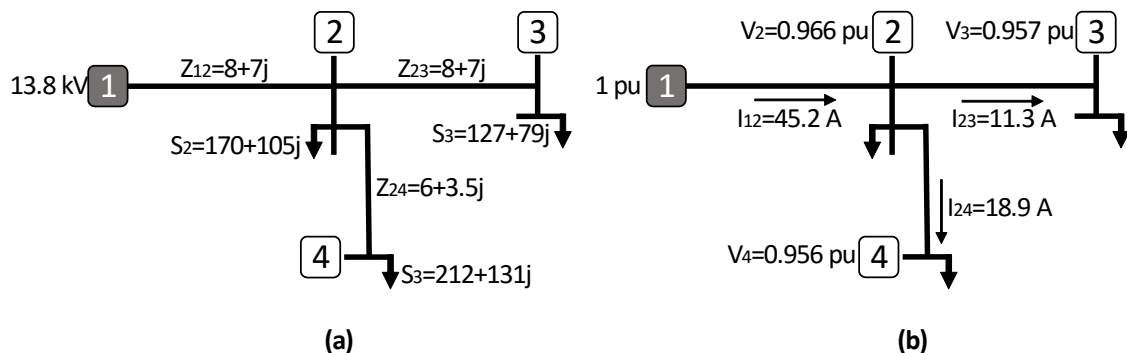 2
3
13.8 kV
1
Z12=8+7j
Z23=8+7j
S2=170+105j
S3=127+79j
Z24=6+3.5j
4
S3=212+131j
(a)
V2=0.966 pu
2
V3=0.957 pu
3
1 pu
1
I12=45.2 A
I23=11.3 A
I24=18.9 A
V4=0.956 pu
4
(b)